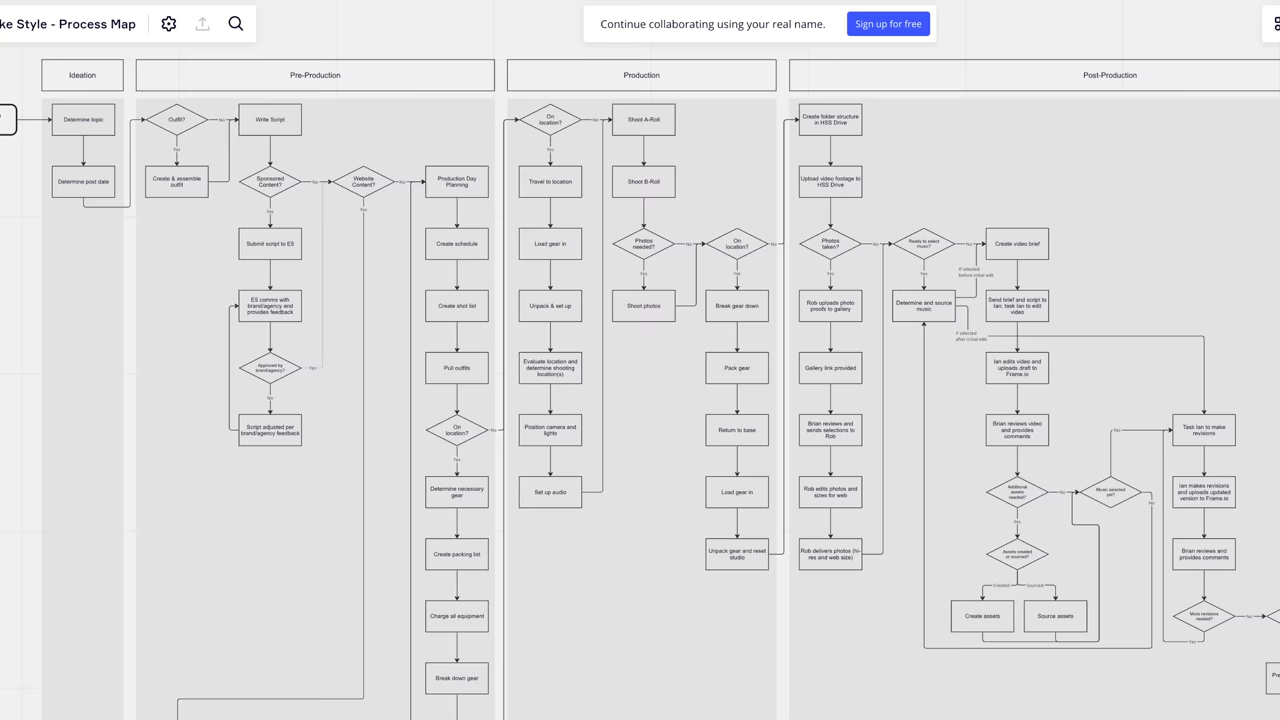 ke Style - Process Map
Continue collaborating using your real name.
Sign up for free
Ideation
Pre-Production
Production
Post-Production
Determine topic
Determine post date
Outfit?
No
Yes
Create & assemble
outfit
Write Script
Sponsored
Content?
No
Yes
Submit script to ES
ES comms with
brand/agency and
provides feedback
Approved by
brand/agency?
Yes
No
Script adjusted per
brand/agency feedback
Website
Content?
No
Yes
Production Day
Planning
Create schedule
Create shot list
Pull outfits
On
location?
No
Yes
Determine necessary
gear
Create packing list
Charge all equipment
Break down gear
On
location?
No
Yes
Travel to location
Load gear in
Unpack & set up
Evaluate location and
determine shooting
location(s)
Position camera and
lights
Set up audio
Shoot A-Roll
Shoot B-Roll
Photos
needed?
No
Yes
Shoot photos
On
location?
No
Yes
Break gear down
Pack gear
Return to base
Load gear in
Unpack gear and reset
studio
Create folder structure
in HSS Drive
Upload video footage to
HSS Drive
Photos
taken?
No
Yes
Rob uploads photo
proofs to gallery
Gallery link provided
Brian reviews and
sends selections to
Rob
Rob edits photos and
sizes for web
Rob delivers photos (hi-
res and web size)
Ready to select
music?
No
Yes
Determine and source
music
If selected
before initial edit
If selected
after initial edit
Create video brief
Send brief and script to
Ian; task Ian to edit
video
Ian edits video and
uploads draft to
Frame.io
Brian reviews video
and provides
comments
Additional
assets
needed?
No
Yes
Assets created
or sourced?
Created
Sourced
Create assets
Source assets
Music selected
yet?
Yes
No
Task Ian to make
revisions
Ian makes revisions
and uploads updated
version to Frame.io
Brian reviews and
provides comments
More revisions
needed?
No
Yes